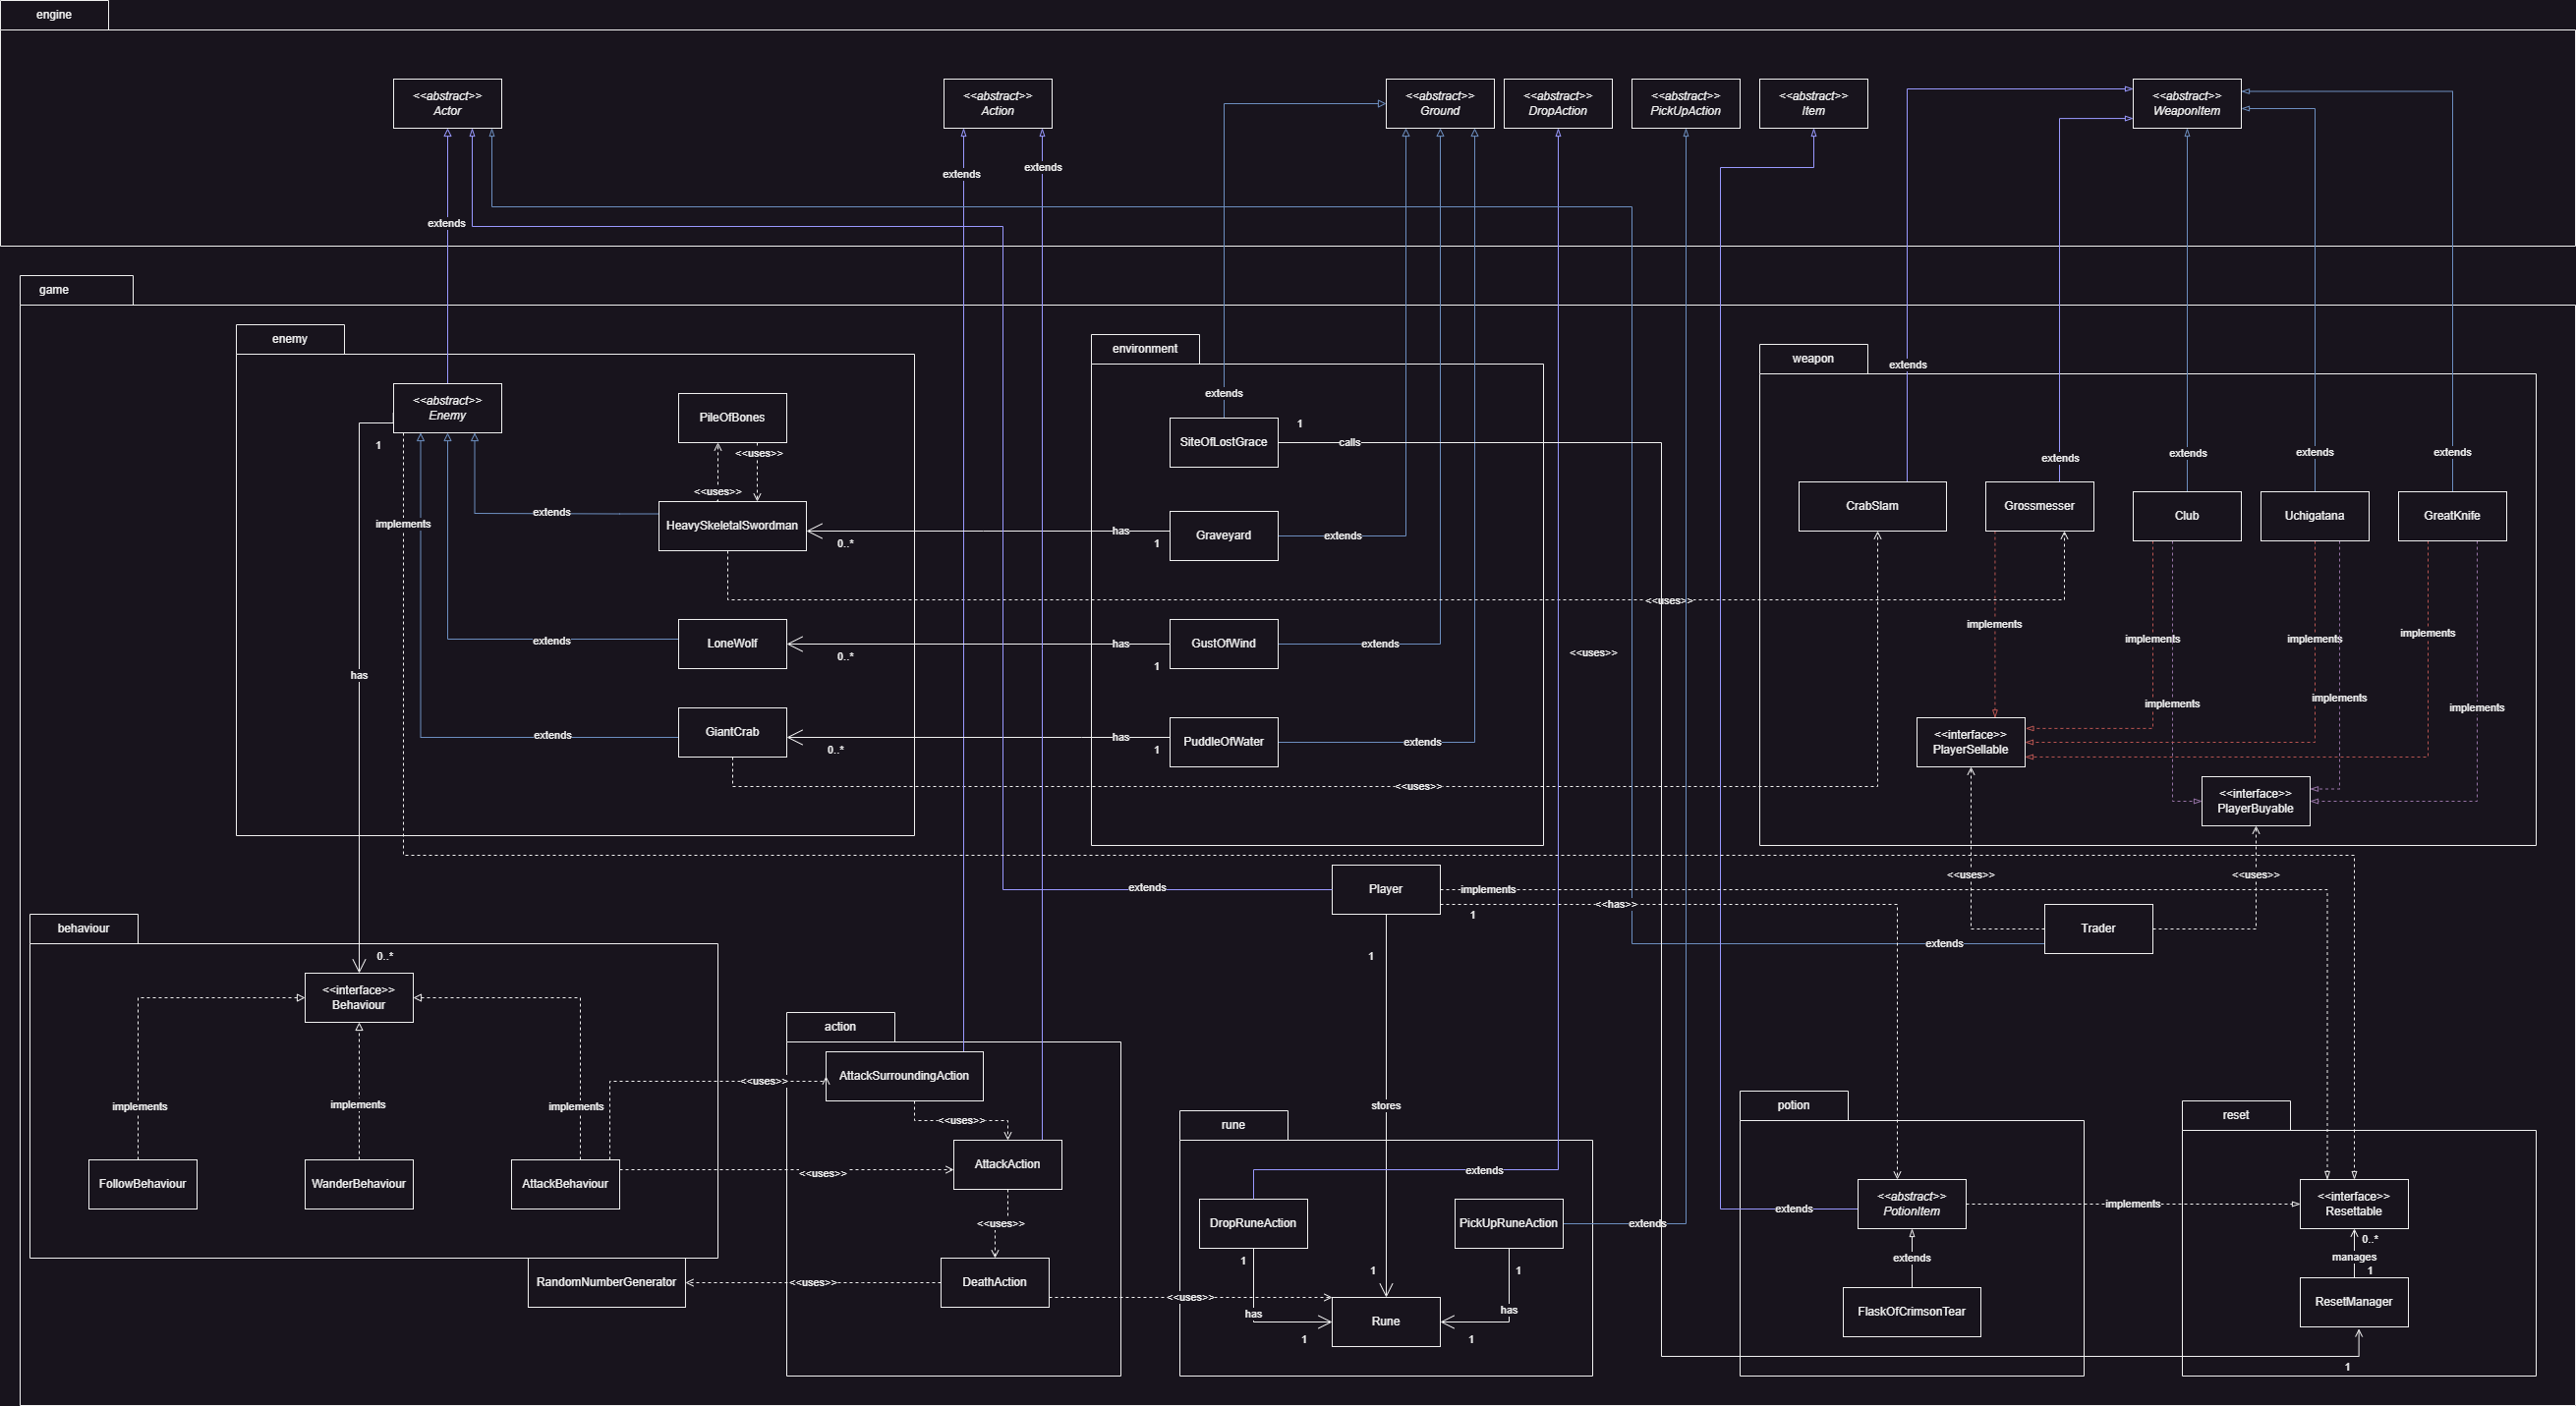 engine
<<abstract>>
Actor
<<abstract>>
Action
<<abstract>>
Ground
<<abstract>>
DropAction
<<abstract>>
PickUpAction
<<abstract>>
Item
<<abstract>>
WeaponItem
extends
extends
extends
game
enemy
environment
weapon
extends
<<abstract>>
Enemy
1
PileOfBones
<<uses>>
<<uses>>
extends
SiteOfLostGrace
1
calls
extends
extends
extends
extends
implements
extends
HeavySkeletalSwordman
0..*
has
1
Graveyard
extends
CrabSlam
Grossmesser
Club
Uchigatana
GreatKnife
<<uses>>
extends
LoneWolf
0..*
has
1
GustOfWind
extends
<<uses>>
implements
implements
implements
implements
has
implements
implements
implements
extends
GiantCrab
0..*
has
1
PuddleOfWater
extends
<<interface>>
PlayerSellable
<<uses>>
<<interface>>
PlayerBuyable
extends
Player
implements
<<has>>
1
1
<<uses>>
<<uses>>
Trader
extends
behaviour
0..*
<<interface>>
Behaviour
implements
implements
implements
FollowBehaviour
WanderBehaviour
AttackBehaviour
<<uses>>
<<uses>>
action
AttackSurroundingAction
<<uses>>
AttackAction
<<uses>>
DeathAction
<<uses>>
RandomNumberGenerator
<<uses>>
stores
rune
extends
DropRuneAction
PickUpRuneAction
extends
1
1
1
has
has
Rune
1
1
potion
extends
<<abstract>>
PotionItem
implements
extends
FlaskOfCrimsonTear
reset
<<interface>>
Resettable
0..*
manages
1
ResetManager
1